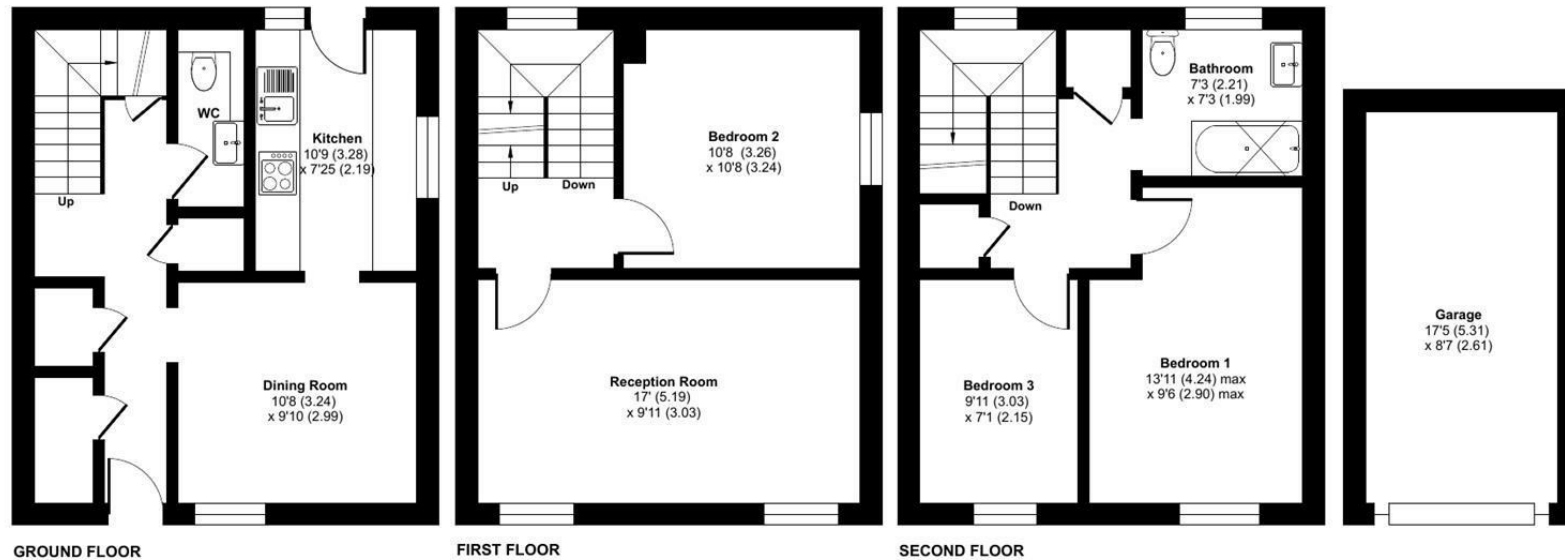 WC
Kitchen
10'9 (3.28)
x 7'25 (2.19)
Up
Dining Room
10'8 (3.24)
x 9'10 (2.99)
GROUND FLOOR
Bedroom 2
10'8 (3.26)
x 10'8 (3.24)
Up
Down
Reception Room
17' (5.19)
x 9'11 (3.03)
FIRST FLOOR
Bathroom
7'3 (2.21)
x 7'3 (1.99)
Down
Bedroom 1
13'11 (4.24) max
x 9'6 (2.90) max
Bedroom 3
9'11 (3.03)
x 7'1 (2.15)
SECOND FLOOR
Garage
17'5 (5.31)
x 8'7 (2.61)